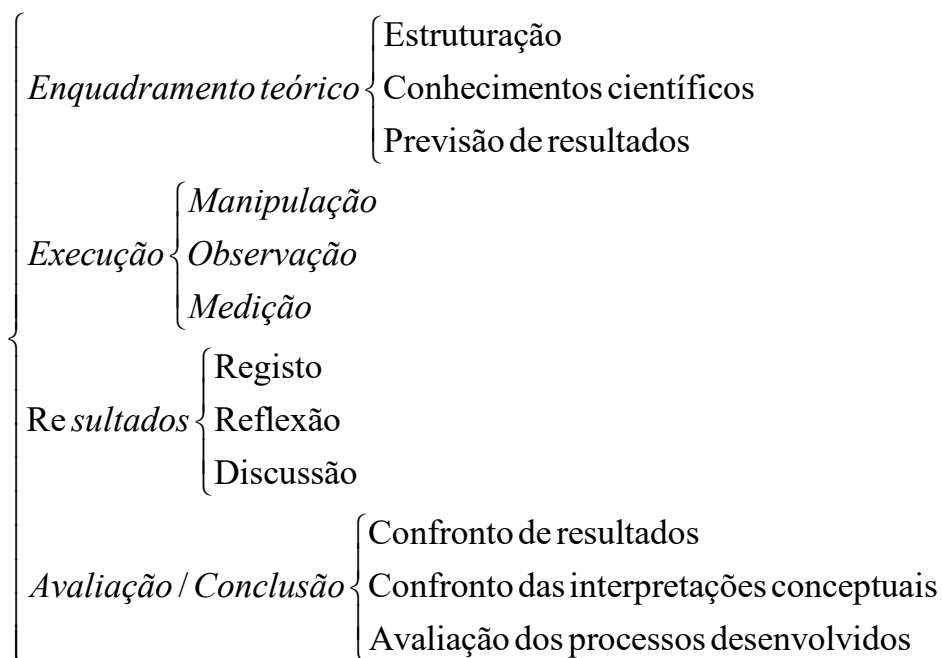 Enquadramento teórico
Estruturação
Conhecimentos científicos
Previsão de resultados
Execução
Manipulação
Observação
Medição
Resultados
Registo
Reflexão
Discussão
Avaliação / Conclusão
Confronto de resultados
Confronto das interpretações conceptuais
Avaliação dos processos desenvolvidos